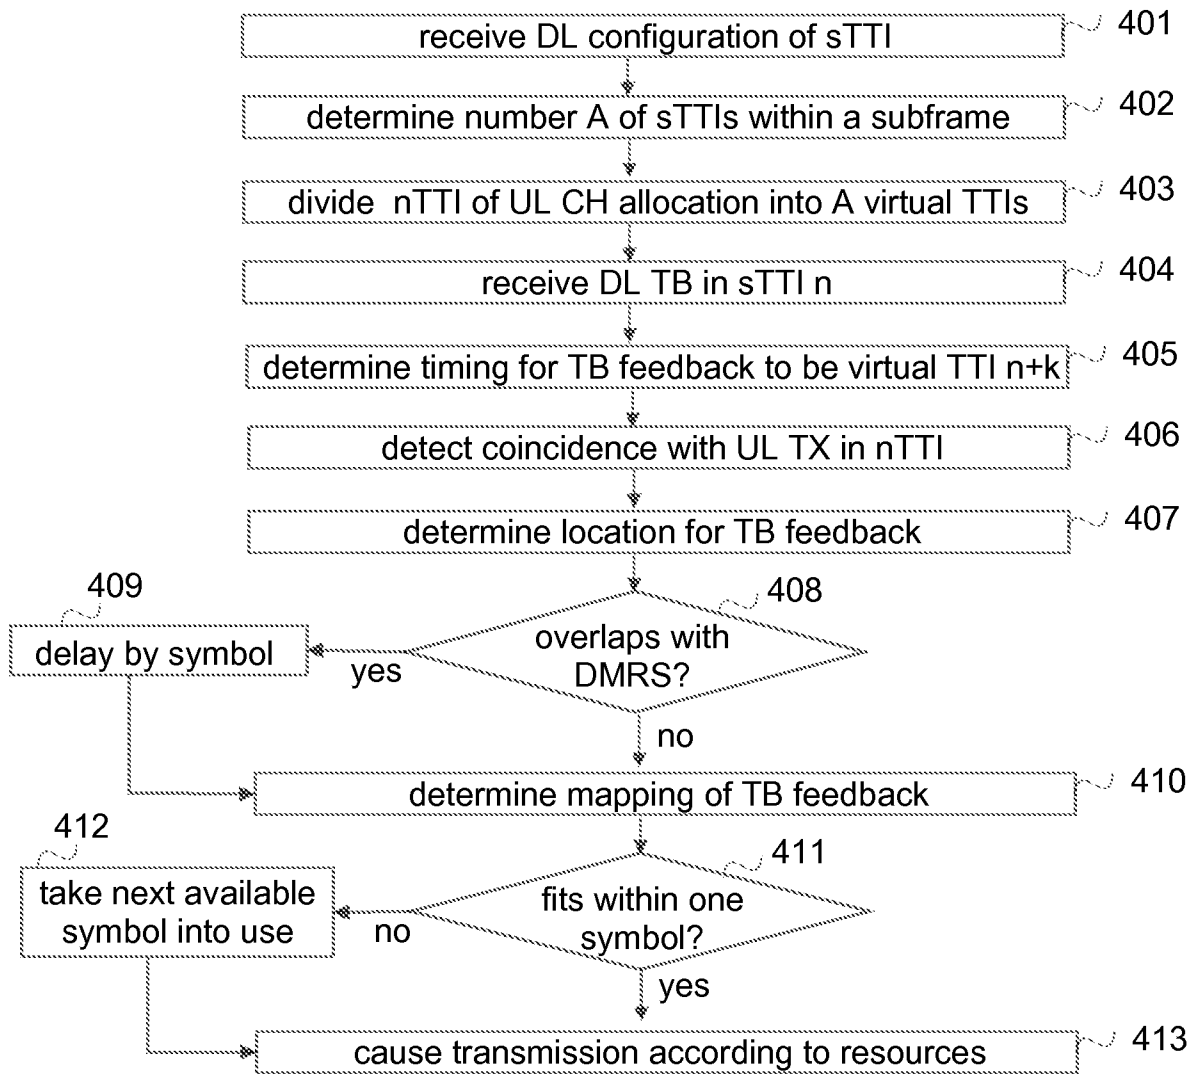 receive DL configuration of sTTI
401
determine number A of sTTIs within a subframe
402
divide nTTI of UL CH allocation into A virtual TTIs
403
receive DL TB in sTTI n
404
determine timing for TB feedback to be virtual TTI n+k
405
detect coincidence with UL TX in nTTI
406
determine location for TB feedback
407
409
408
delay by symbol
yes
overlaps with
DMRS?
no
determine mapping of TB feedback
410
412
411
take next available
symbol into use
no
fits within one
symbol?
yes
cause transmission according to resources
413